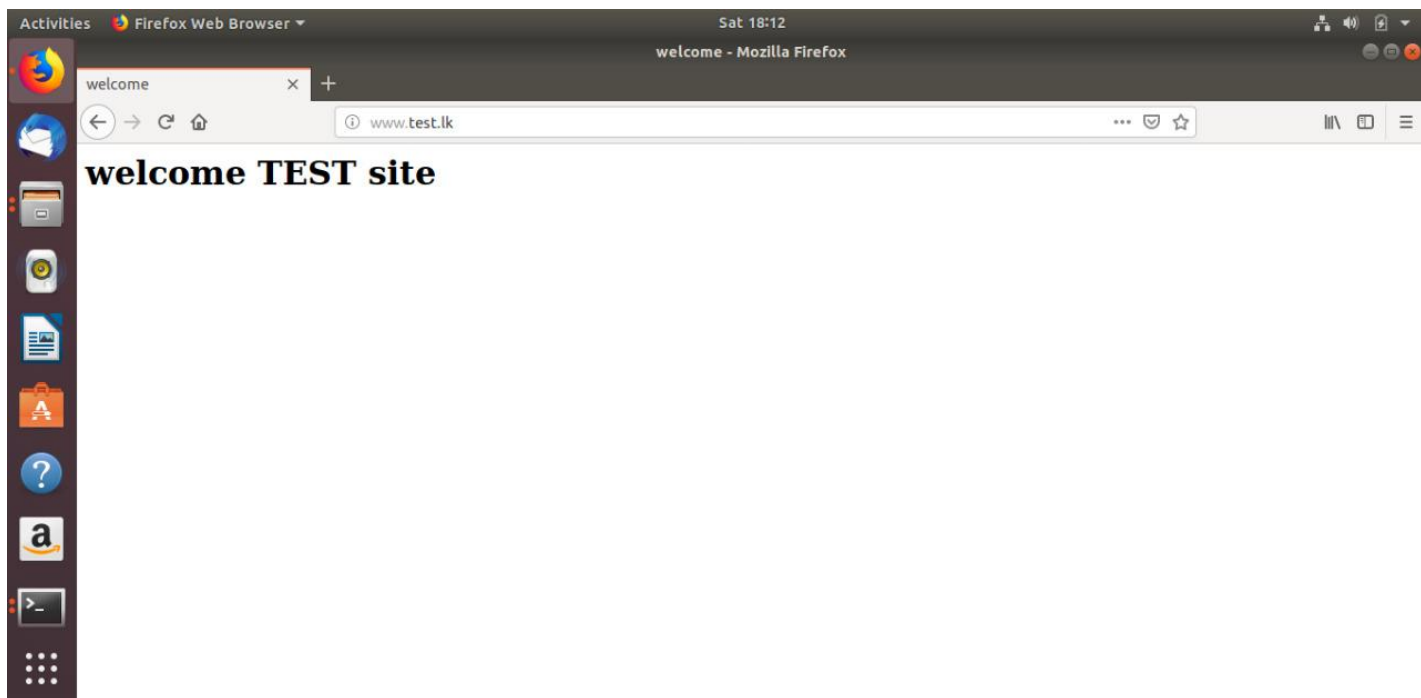 Activities Firefox Web Browser Sat 18:12
welcome - Mozilla Firefox
welcome
www.test.lk
welcome TEST site